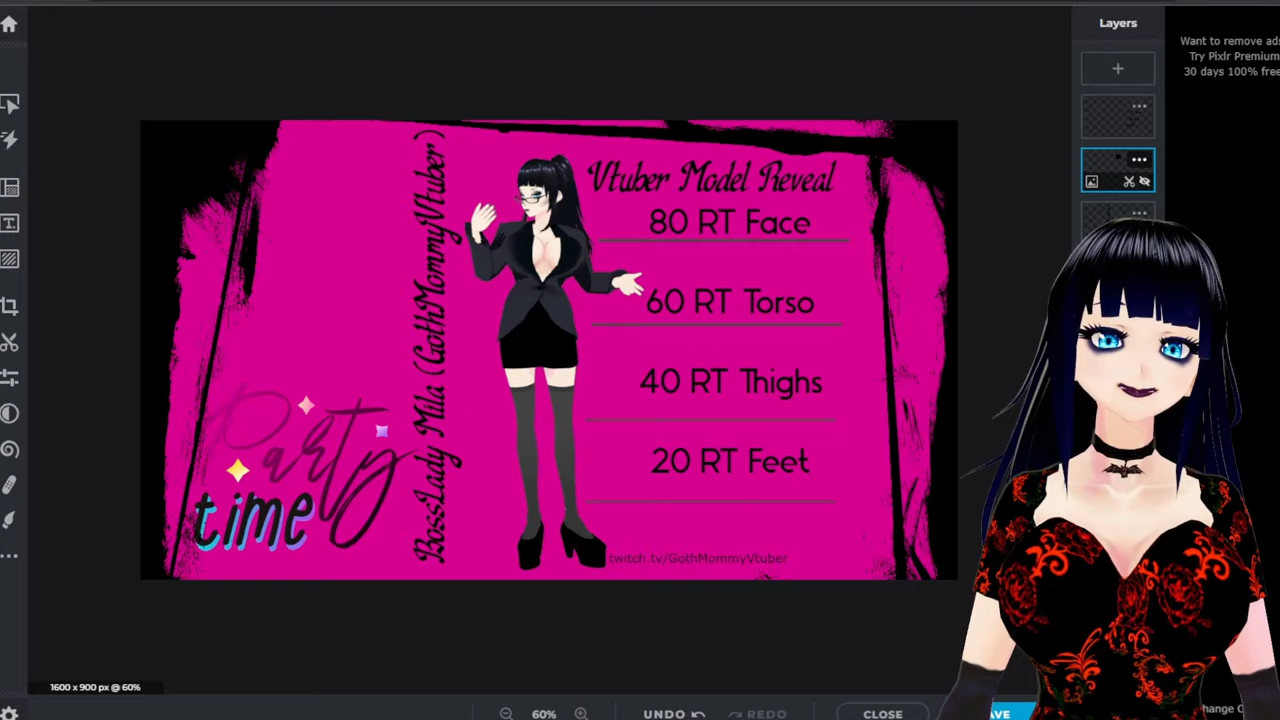 Layers
Want to remove ads
Try Pixlr Premium
30 days 100% free
Vtuber Model Reveal
80 RT Face
60 RT Torso
40 RT Thighs
20 RT Feet
BossLady Mila (GothMommyVtuber)
Party
time
twitch.tv/GothMommyVtuber
1600 x 900 px @ 60%
60%
UNDO
REDO
CLOSE
AVE
hange C